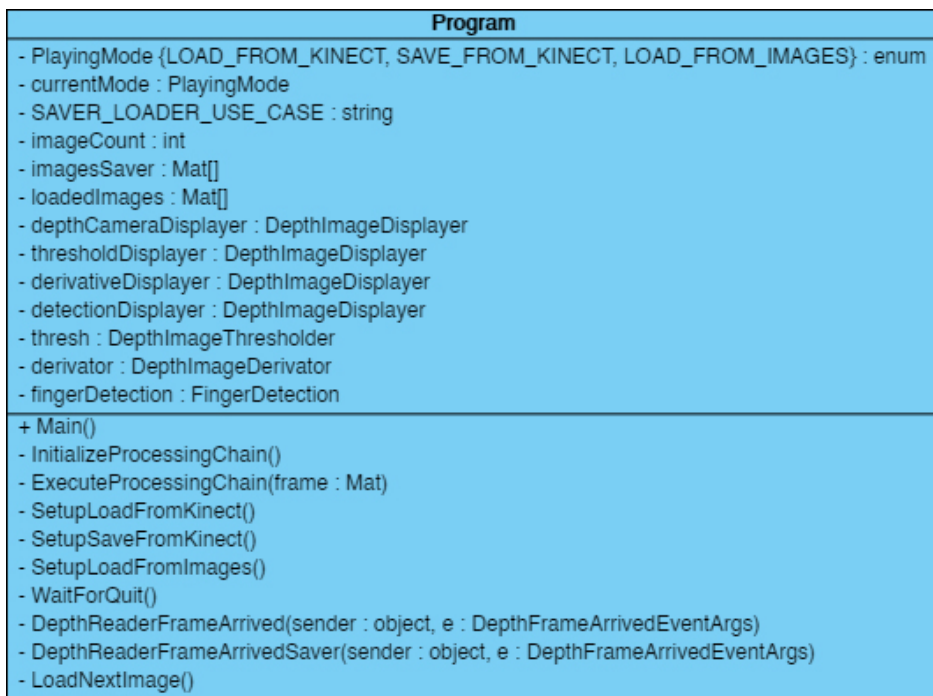 Program
- PlayingMode {LOAD_FROM_KINECT, SAVE_FROM_KINECT, LOAD_FROM_IMAGES} : enum
- currentMode : PlayingMode
- SAVER_LOADER_USE_CASE : string
- imageCount : int
- imagesSaver : Mat[]
- loadedImages : Mat[]
- depthCameraDisplayer : DepthImageDisplayer
- thresholdDisplayer : DepthImageDisplayer
- derivativeDisplayer : DepthImageDisplayer
- detectionDisplayer : DepthImageDisplayer
- thresh : DepthImageThresholder
- derivator : DepthImageDerivator
- fingerDetection : FingerDetection
+ Main()
- InitializeProcessingChain()
- ExecuteProcessingChain(frame : Mat)
- SetupLoadFromKinect()
- SetupSaveFromKinect()
- SetupLoadFromImages()
- WaitForQuit()
- DepthReaderFrameArrived(sender : object, e : DepthFrameArrivedEventArgs)
- DepthReaderFrameArrivedSaver(sender : object, e : DepthFrameArrivedEventArgs)
- LoadNextImage()